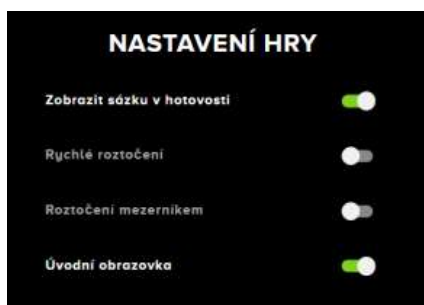 NASTAVENÍ HRY
Zobrazit sázku v hotovosti
Rychlé roztočení
Roztočení mezerníkem
Úvodní obrazovka